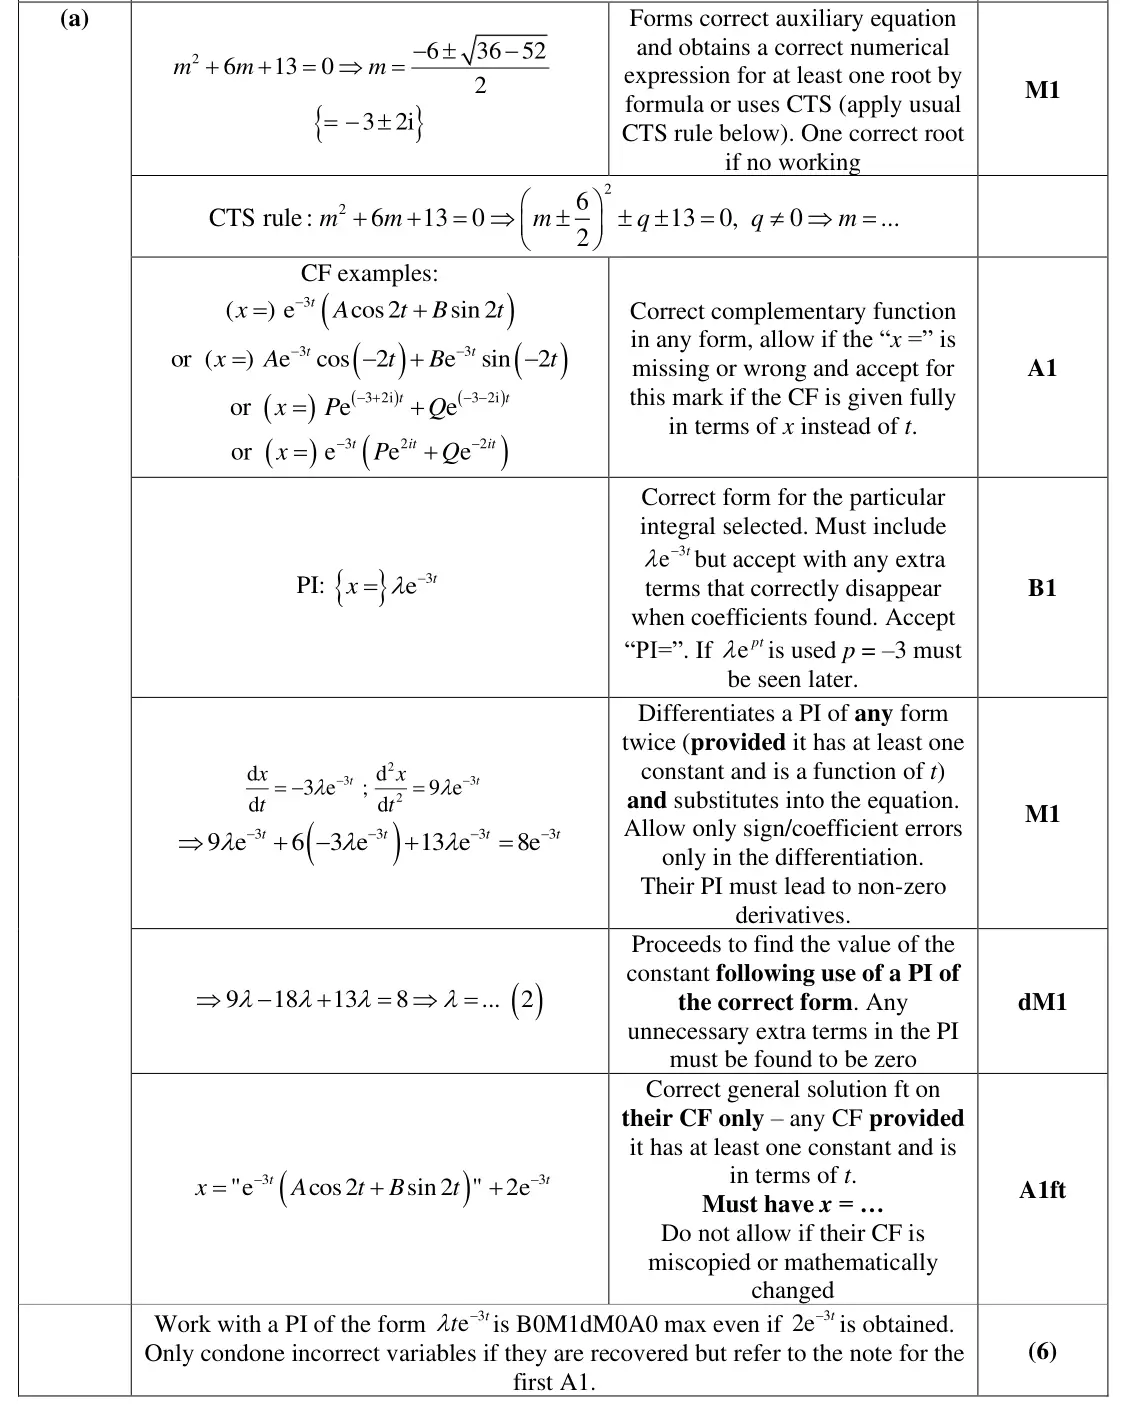 (a)
m² + 6m + 13 = 0 ⇒ m = (−6 ± √(36 − 52))/2
{= −3 ± 2i}
Forms correct auxiliary equation
and obtains a correct numerical
expression for at least one root by
formula or uses CTS (apply usual
CTS rule below). One correct root
if no working
M1
CTS rule : m² + 6m + 13 = 0 ⇒ (m ± 6/2)² ± q ± 13 = 0, q ≠ 0 ⇒ m = ...
CF examples:
(x =) e^(−3t) (A cos 2t + B sin 2t)
or (x =) Ae^(−3t) cos(−2t) + Be^(−3t) sin(−2t)
or (x =) Pe^((−3+2i)t) + Qe^((−3−2i)t)
or (x =) e^(−3t) (Pe^(2it) + Qe^(−2it))
Correct complementary function
in any form, allow if the “x =” is
missing or wrong and accept for
this mark if the CF is given fully
in terms of x instead of t.
A1
PI: {x =} λe^(−3t)
Correct form for the particular
integral selected. Must include
λe^(−3t) but accept with any extra
terms that correctly disappear
when coefficients found. Accept
“PI=”. If λe^(pt) is used p = –3 must
be seen later.
B1
dx/dt = −3λe^(−3t) ; d²x/dt² = 9λe^(−3t)
⇒ 9λe^(−3t) + 6(−3λe^(−3t)) + 13λe^(−3t) = 8e^(−3t)
Differentiates a PI of any form
twice (provided it has at least one
constant and is a function of t)
and substitutes into the equation.
Allow only sign/coefficient errors
only in the differentiation.
Their PI must lead to non-zero
derivatives.
M1
⇒ 9λ − 18λ + 13λ = 8 ⇒ λ = ... (2)
Proceeds to find the value of the
constant following use of a PI of
the correct form. Any
unnecessary extra terms in the PI
must be found to be zero
dM1
x = "e^(−3t) (A cos 2t + B sin 2t)" + 2e^(−3t)
Correct general solution ft on
their CF only – any CF provided
it has at least one constant and is
in terms of t.
Must have x = …
Do not allow if their CF is
miscopied or mathematically
changed
A1ft
Work with a PI of the form λte^(−3t) is B0M1dM0A0 max even if 2e^(−3t) is obtained.
Only condone incorrect variables if they are recovered but refer to the note for the
first A1.
(6)